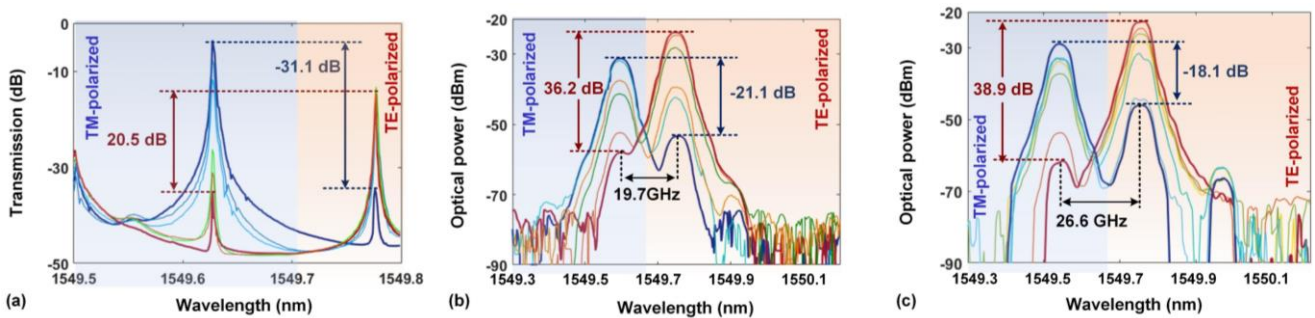 Transmission (dB)
0
-10
-30
-50
TM-polarized
TE-polarized
-31.1 dB
20.5 dB
1549.5
1549.6
1549.7
1549.8
Wavelength (nm)
(a)
Optical power (dBm)
-20
-30
-50
-70
-90
TM-polarized
TE-polarized
36.2 dB
-21.1 dB
19.7GHz
1549.3
1549.5
1549.7
1549.9
1550.1
Wavelength (nm)
(b)
Optical power (dBm)
-20
-30
-50
-70
-90
TM-polarized
TE-polarized
38.9 dB
-18.1 dB
26.6 GHz
1549.3
1549.5
1549.7
1549.9
1550.1
Wavelength (nm)
(c)